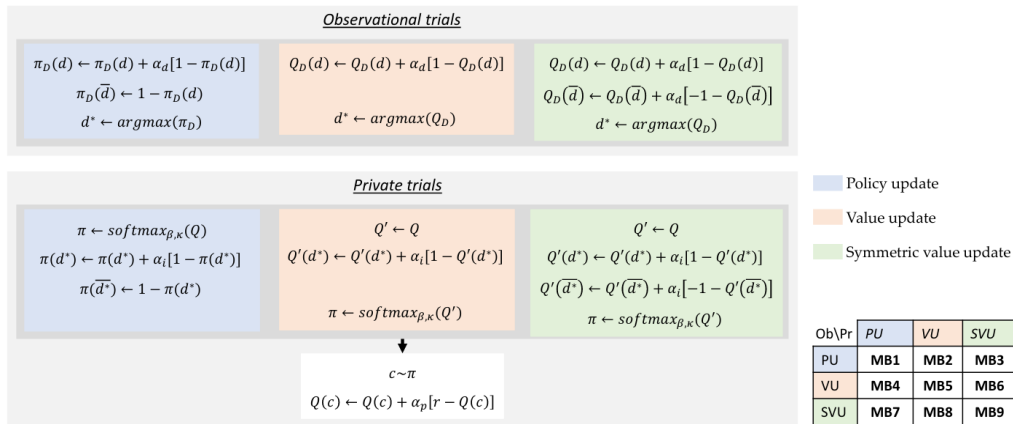 Observational trials
π_D(d) ← π_D(d) + α_d[1 − π_D(d)]
π_D(d̅) ← 1 − π_D(d)
d* ← argmax(π_D)
Q_D(d) ← Q_D(d) + α_d[1 − Q_D(d)]
d* ← argmax(Q_D)
Q_D(d) ← Q_D(d) + α_d[1 − Q_D(d)]
Q_D(d̅) ← Q_D(d̅) + α_d[−1 − Q_D(d̅)]
d* ← argmax(Q_D)
Private trials
π ← softmax_{β,κ}(Q)
π(d*) ← π(d*) + α_i[1 − π(d*)]
π(d̅*) ← 1 − π(d*)
Q′ ← Q
Q′(d*) ← Q′(d*) + α_i[1 − Q′(d*)]
π ← softmax_{β,κ}(Q′)
Q′ ← Q
Q′(d*) ← Q′(d*) + α_i[1 − Q′(d*)]
Q′(d̅*) ← Q′(d̅*) + α_i[−1 − Q′(d̅*)]
π ← softmax_{β,κ}(Q′)
c~π
Q(c) ← Q(c) + α_p[r − Q(c)]
Policy update
Value update
Symmetric value update
Ob\Pr PU VU SVU
PU MB1 MB2 MB3
VU MB4 MB5 MB6
SVU MB7 MB8 MB9